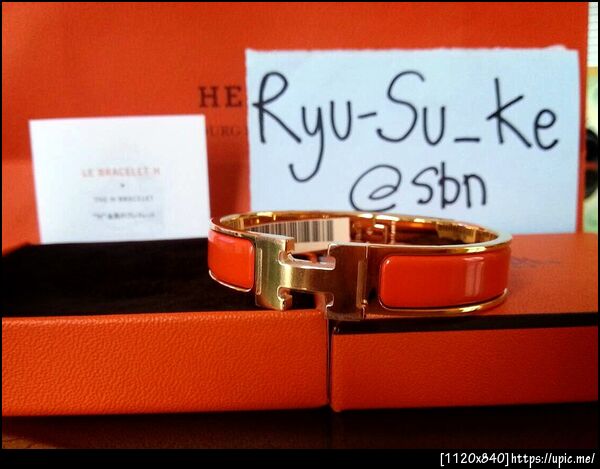 HE
Ryu-Su_Ke
@sbn
LE BRACELET H
THE H BRACELET
[1120x840]https://upic.me/